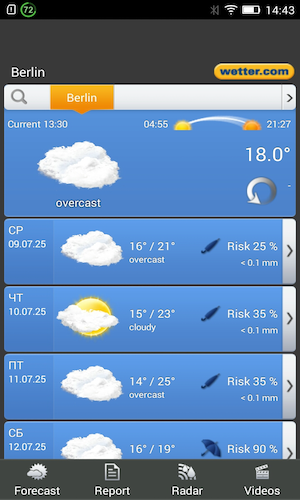 72
14:43
Berlin
wetter.com
Berlin
Current 13:30 04:55 21:27
18.0°
overcast
СР
09.07.25
16° / 21°
overcast
Risk 25 %
< 0.1 mm
ЧТ
10.07.25
15° / 23°
cloudy
Risk 35 %
< 0.1 mm
ПТ
11.07.25
14° / 25°
overcast
Risk 35 %
< 0.1 mm
СБ
12.07.25
16° / 19°
Risk 90 %
Forecast Report Radar Videos